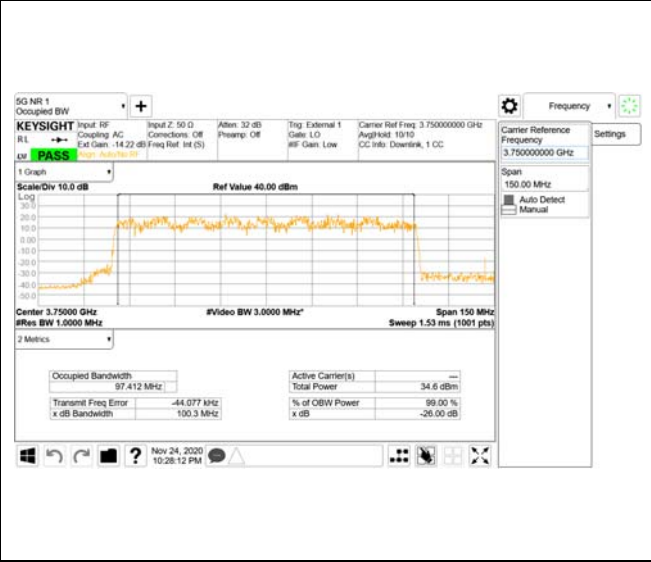 5G NR 1
Occupied BW
+
Frequency
KEYSIGHT
R L
LW
PASS
Input: RF
Coupling: AC
Ext Gain: -14.22 dB
Align: Auto/No RF
Input Z: 50 Ω
Corrections: Off
Freq Ref: Int (S)
Atten: 32 dB
Preamp: Off
Trig: External 1
Gate: LO
#IF Gain: Low
Carrier Ref Freq: 3.750000000 GHz
Avg|Hold: 10/10
CC Info: Downlink, 1 CC
Carrier Reference
Frequency
3.750000000 GHz
Settings
Span
150.00 MHz
Auto Detect
Manual
1 Graph
Scale/Div 10.0 dB
Ref Value 40.00 dBm
Log
30.0
20.0
10.0
0.00
-10.0
-20.0
-30.0
-40.0
-50.0
Center 3.75000 GHz
#Video BW 3.0000 MHz*
Span 150 MHz
#Res BW 1.0000 MHz
Sweep 1.53 ms (1001 pts)
2 Metrics
Occupied Bandwidth
97.412 MHz
Transmit Freq Error -44.077 kHz
x dB Bandwidth 100.3 MHz
Active Carrier(s) ---
Total Power 34.6 dBm
% of OBW Power 99.00 %
x dB -26.00 dB
?
Nov 24, 2020
10:28:12 PM